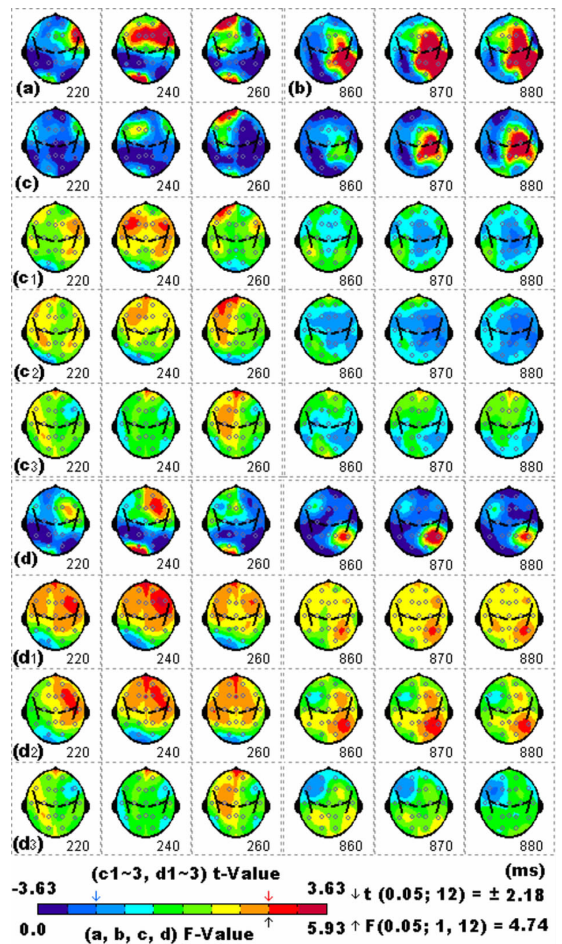 (a) 220 240 260 (b) 860 870 880
(c) 220 240 260 860 870 880
(c1) 220 240 260 860 870 880
(c2) 220 240 260 860 870 880
(c3) 220 240 260 860 870 880
(d) 220 240 260 860 870 880
(d1) 220 240 260 860 870 880
(d2) 220 240 260 860 870 880
(d3) 220 240 260 860 870 880
(c1~3, d1~3) t-Value (ms)
-3.63 3.63 ↓t (0.05; 12) = ± 2.18
0.0 (a, b, c, d) F-Value 5.93 ↑F(0.05; 1, 12) = 4.74